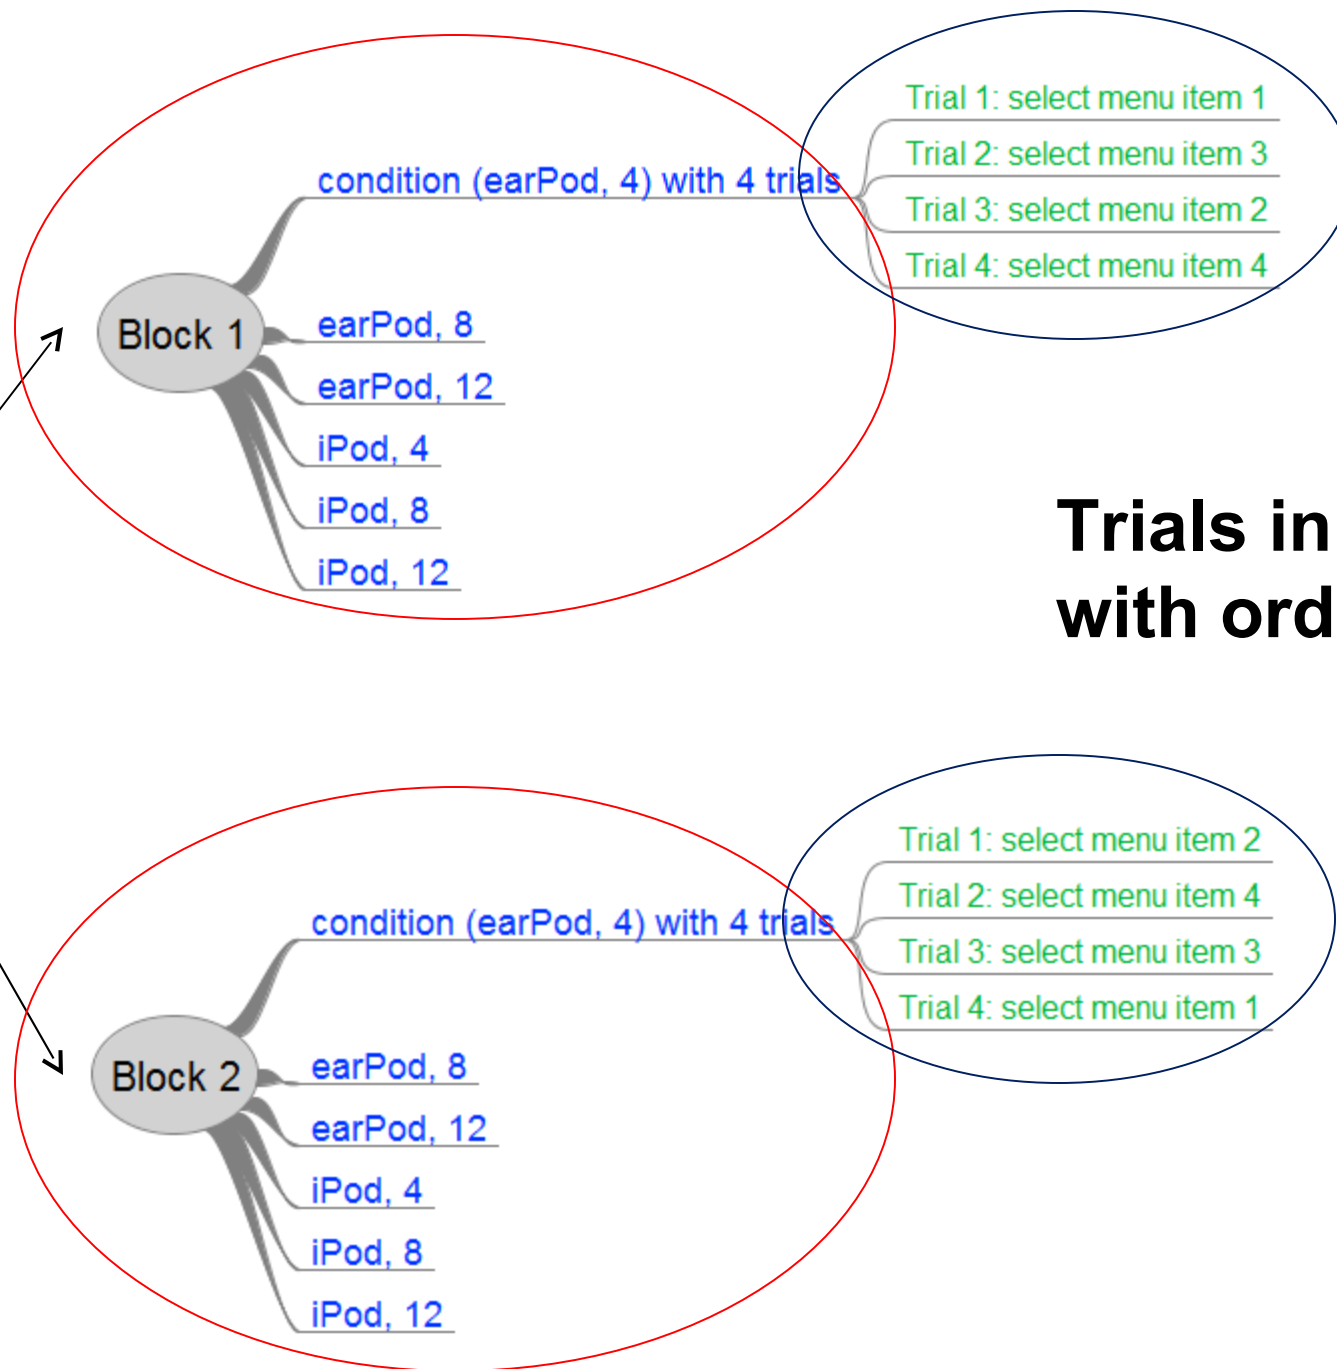 Trial 1: select menu item 1
Trial 2: select menu item 3
condition (earPod, 4) with 4 trials
Trial 3: select menu item 2
Trial 4: select menu item 4
Block 1
earPod, 8
earPod, 12
iPod, 4
iPod, 8
iPod, 12
Trials in
with ord
Trial 1: select menu item 2
Trial 2: select menu item 4
condition (earPod, 4) with 4 trials
Trial 3: select menu item 3
Trial 4: select menu item 1
Block 2
earPod, 8
earPod, 12
iPod, 4
iPod, 8
iPod, 12